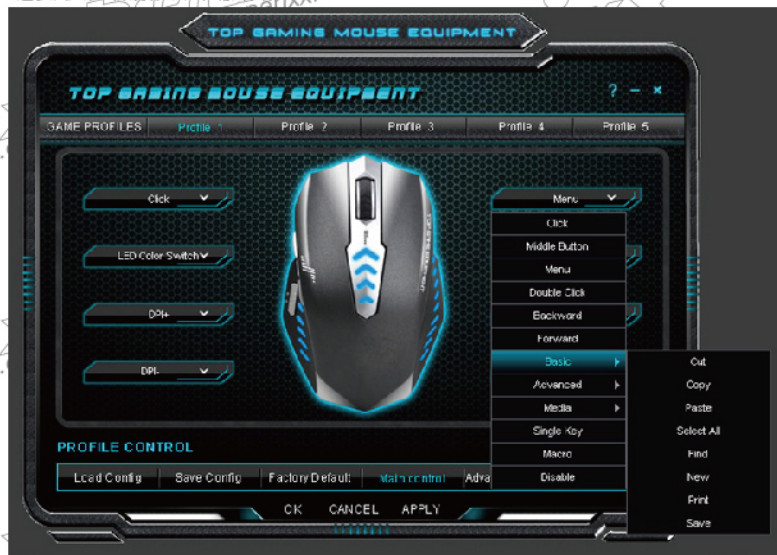 TOP GAMING MOUSE EQUIPMENT
TOP GAMING MOUSE EQUIPMENT
? – ×
GAME PROFILES Profile 1 Profile 2 Profile 3 Profile 4 Profile 5
Click
LED Color Switch
DPI+
DPI-
Menu
Click
Middle Button
Menu
Double Click
Backward
Forward
Basic
Advanced
Media
Single Key
Macro
Disable
Cut
Copy
Paste
Select All
Find
New
Print
Save
PROFILE CONTROL
Load Config Save Config Factory Default Main control Adva
OK CANCEL APPLY